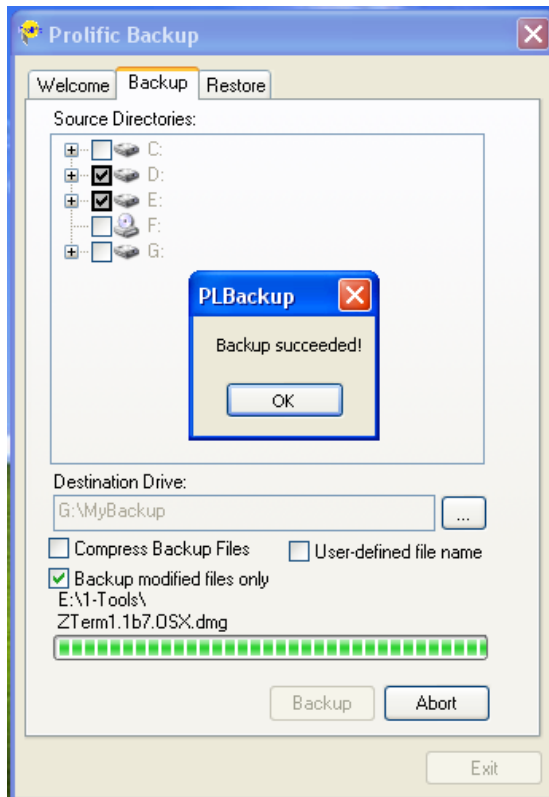 Prolific Backup
Welcome Backup Restore
Source Directories:
C:
D:
E:
F:
G:
PLBackup
Backup succeeded!
OK
Destination Drive:
G:\MyBackup
...
Compress Backup Files User-defined file name
Backup modified files only
E:\1-Tools\
ZTerm1.1b7.OSX.dmg
Backup Abort
Exit